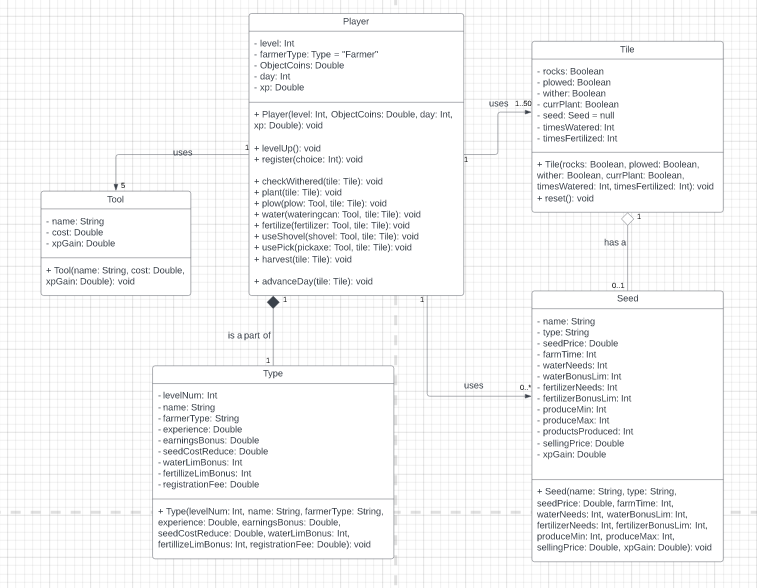 Player
- level: Int
- farmerType: Type = "Farmer"
- ObjectCoins: Double
- day: Int
- xp: Double
+ Player(level: Int, ObjectCoins: Double, day: Int,
xp: Double): void
+ levelUp(): void
+ register(choice: Int): void
+ checkWithered(tile: Tile): void
+ plant(tile: Tile): void
+ plow(plow: Tool, tile: Tile): void
+ water(wateringcan: Tool, tile: Tile): void
+ fertilize(fertilizer: Tool, tile: Tile): void
+ useShovel(shovel: Tool, tile: Tile): void
+ usePick(pickaxe: Tool, tile: Tile): void
+ harvest(tile: Tile): void
+ advanceDay(tile: Tile): void
Tile
- rocks: Boolean
- plowed: Boolean
- wither: Boolean
- currPlant: Boolean
- seed: Seed = null
- timesWatered: Int
- timesFertilized: Int
+ Tile(rocks: Boolean, plowed: Boolean,
wither: Boolean, currPlant: Boolean,
timesWatered: Int, timesFertilized: Int): void
+ reset(): void
uses 1..50
1
1
uses
5
Tool
- name: String
- cost: Double
- xpGain: Double
+ Tool(name: String, cost: Double,
xpGain: Double): void
1
has a
0..1
1
is a part of
1
1
uses
0..*
Type
- levelNum: Int
- name: String
- farmerType: String
- experience: Double
- earningsBonus: Double
- seedCostReduce: Double
- waterLimBonus: Int
- fertillizeLimBonus: Int
- registrationFee: Double
+ Type(levelNum: Int, name: String, farmerType: String,
experience: Double, earningsBonus: Double,
seedCostReduce: Double, waterLimBonus: Int,
fertillizeLimBonus: Int, registrationFee: Double): void
Seed
- name: String
- type: String
- seedPrice: Double
- farmTime: Int
- waterNeeds: Int
- waterBonusLim: Int
- fertilizerNeeds: Int
- fertilizerBonusLim: Int
- produceMin: Int
- produceMax: Int
- productsProduced: Int
- sellingPrice: Double
- xpGain: Double
+ Seed(name: String, type: String,
seedPrice: Double, farmTime: Int,
waterNeeds: Int, waterBonusLim: Int,
fertilizerNeeds: Int, fertilizerBonusLim: Int,
produceMin: Int, produceMax: Int,
sellingPrice: Double, xpGain: Double): void